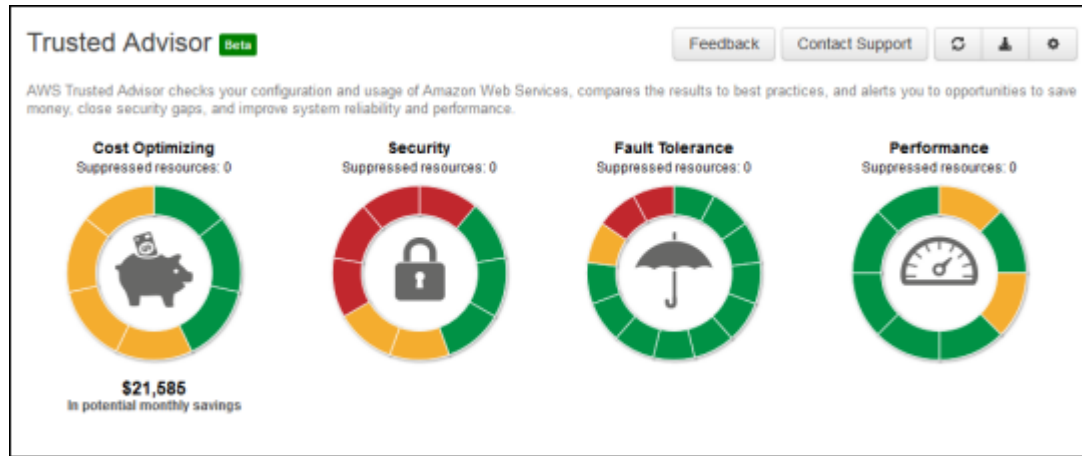 Trusted Advisor Beta
Feedback
Contact Support
AWS Trusted Advisor checks your configuration and usage of Amazon Web Services, compares the results to best practices, and alerts you to opportunities to save
money, close security gaps, and improve system reliability and performance.
Cost Optimizing
Suppressed resources: 0
$21,585
In potential monthly savings
Security
Suppressed resources: 0
Fault Tolerance
Suppressed resources: 0
Performance
Suppressed resources: 0